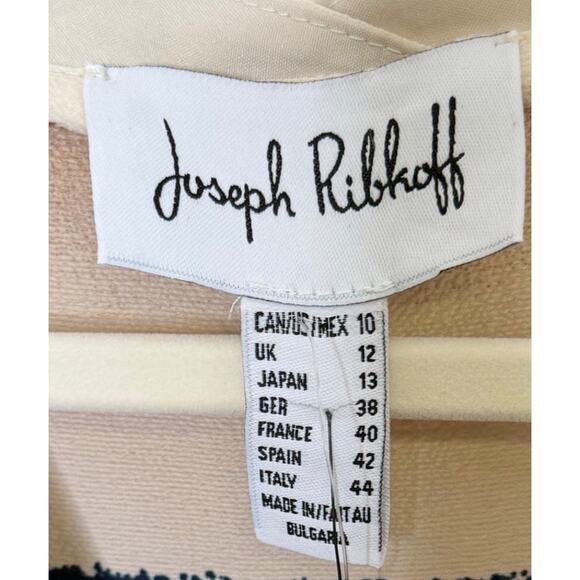 Joseph Ribkoff
CAN/US/MEX 10
UK 12
JAPAN 13
GER 38
FRANCE 40
SPAIN 42
ITALY 44
MADE IN/FAIT AU
BULGARIA